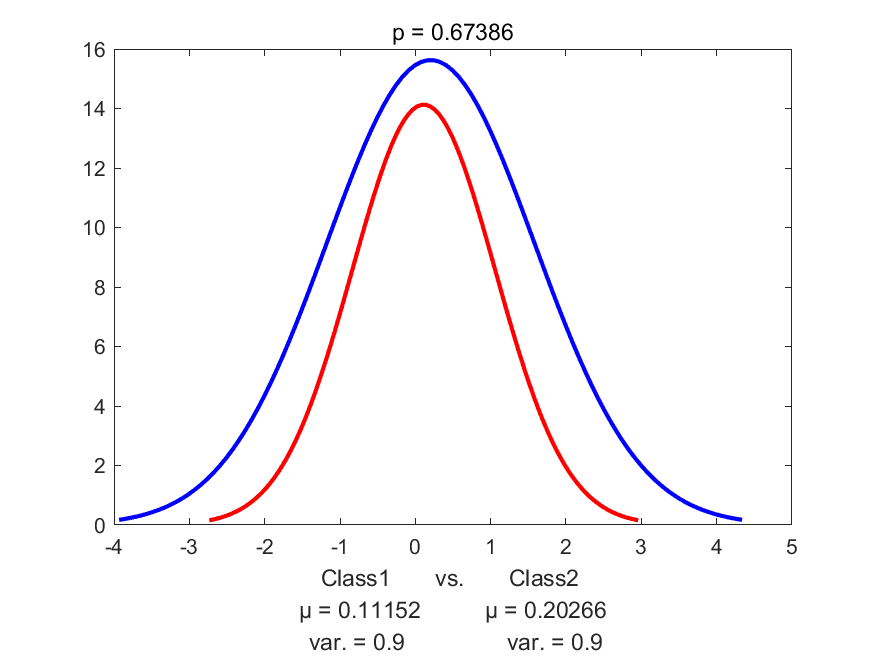 p = 0.67386
16
14
12
10
8
6
4
2
0
-4 -3 -2 -1 0 1 2 3 4 5
Class1 vs. Class2
μ = 0.11152 μ = 0.20266
var. = 0.9 var. = 0.9